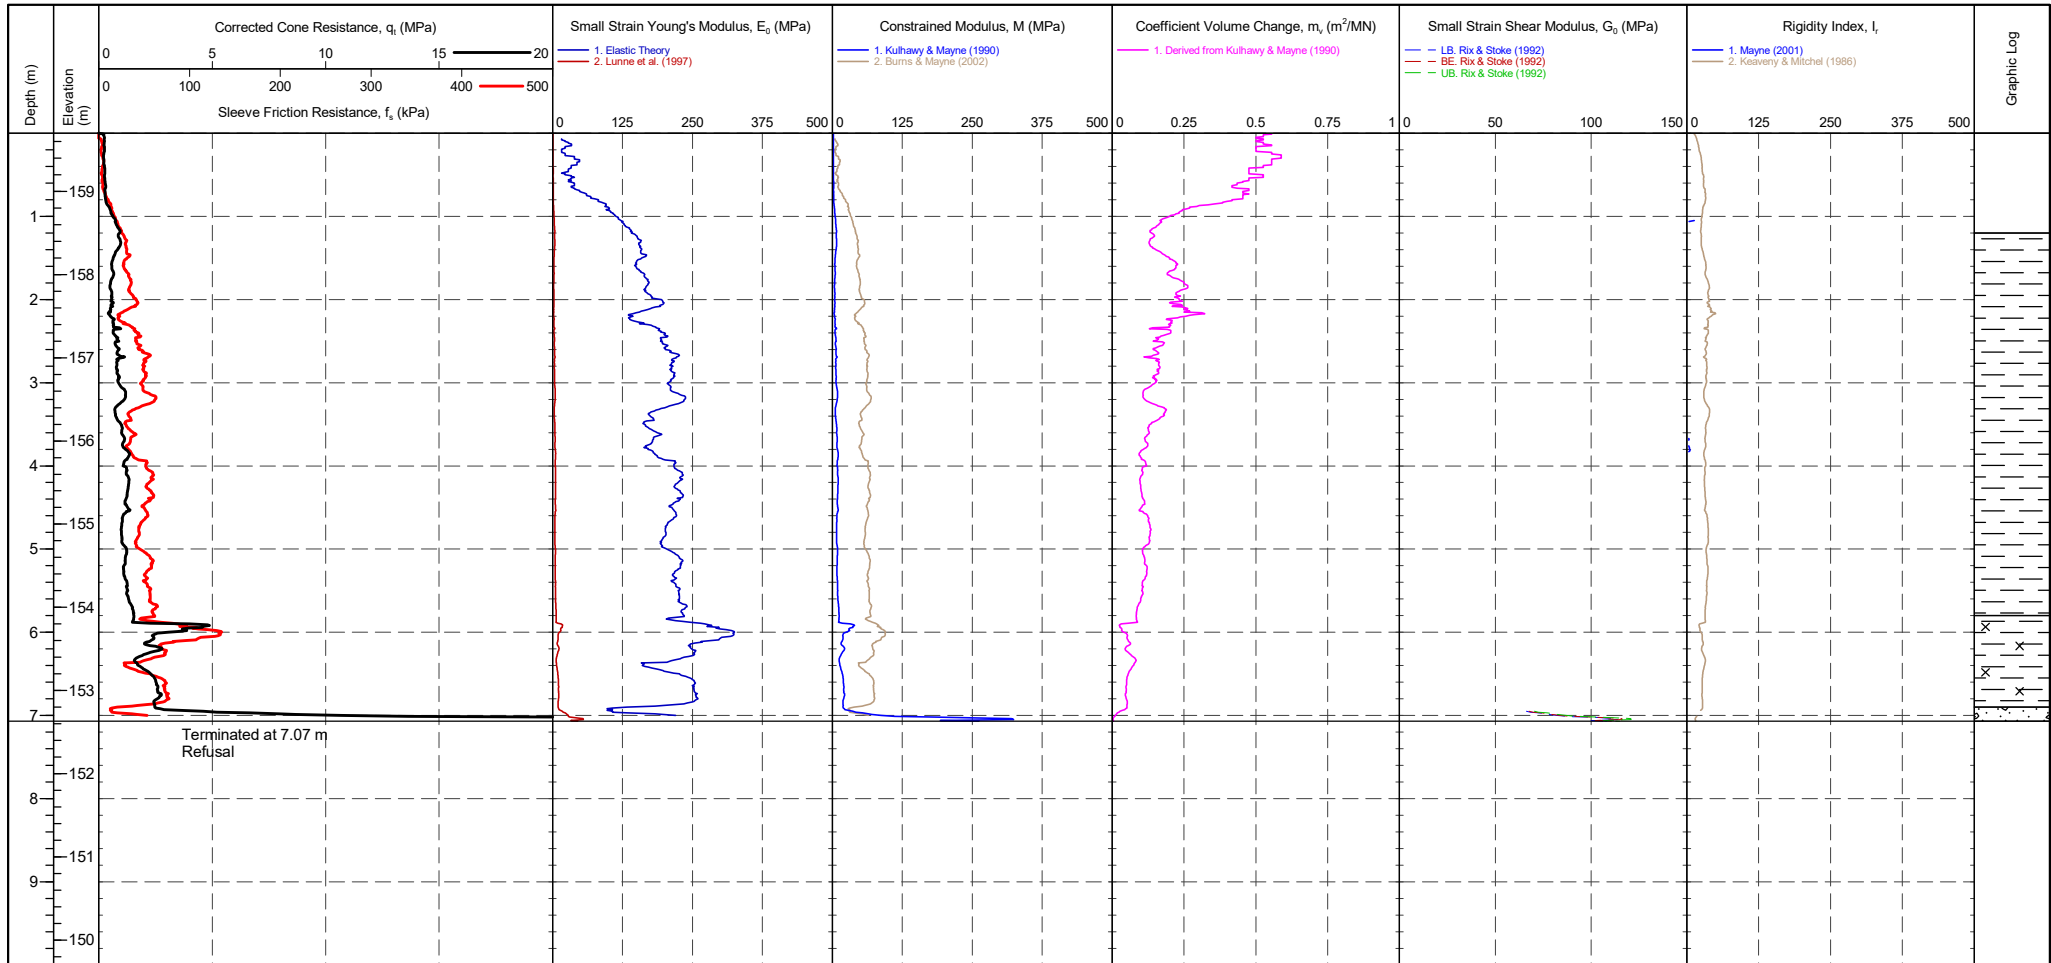 Corrected Cone Resistance, qt (MPa)
0 5 10 15 20
0 100 200 300 400 500
Sleeve Friction Resistance, fs (kPa)
Depth (m)
Elevation (m)
Small Strain Young's Modulus, E0 (MPa)
1. Elastic Theory
2. Lunne et al. (1997)
0 125 250 375 500
Constrained Modulus, M (MPa)
1. Kulhawy & Mayne (1990)
2. Burns & Mayne (2002)
0 125 250 375 500
Coefficient Volume Change, mv (m²/MN)
1. Derived from Kulhawy & Mayne (1990)
0 0.25 0.5 0.75 1
Small Strain Shear Modulus, G0 (MPa)
LB. Rix & Stoke (1992)
BE. Rix & Stoke (1992)
UB. Rix & Stoke (1992)
0 50 100 150
Rigidity Index, Ir
1. Mayne (2001)
2. Keaveny & Mitchel (1986)
0 125 250 375 500
Graphic Log
159
1
158
2
157
3
156
4
155
5
154
6
153
7
Terminated at 7.07 m
Refusal
152
8
151
9
150